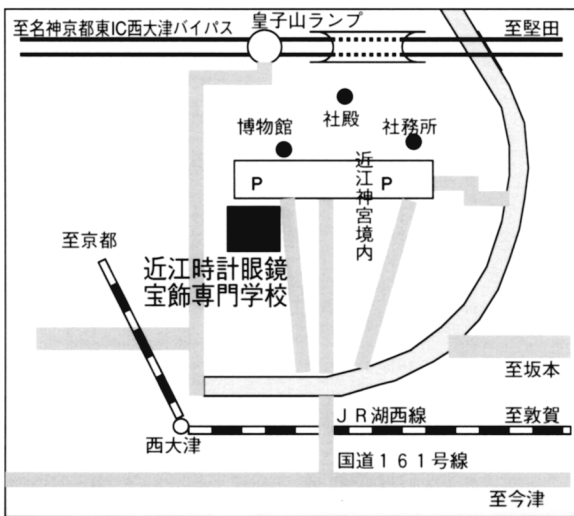 皇子山ランプ
至名神京都東IC西大津バイパス
至堅田
社殿
博物館
社務所
P
P
近江神宮境内
至京都
近江時計眼鏡
宝飾専門学校
至坂本
JR湖西線
至敦賀
西大津
国道161号線
至今津